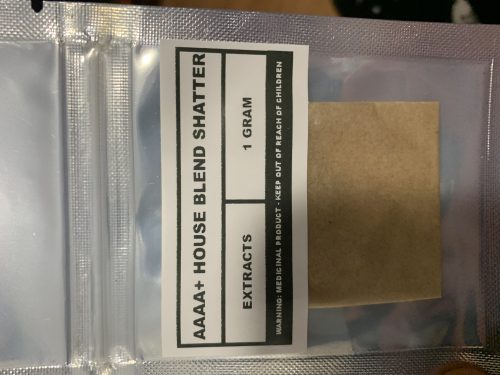 AAAA+ HOUSE BLEND SHATTER
EXTRACTS
1 GRAM
WARNING: MEDICINAL PRODUCT - KEEP OUT OF REACH OF CHILDREN